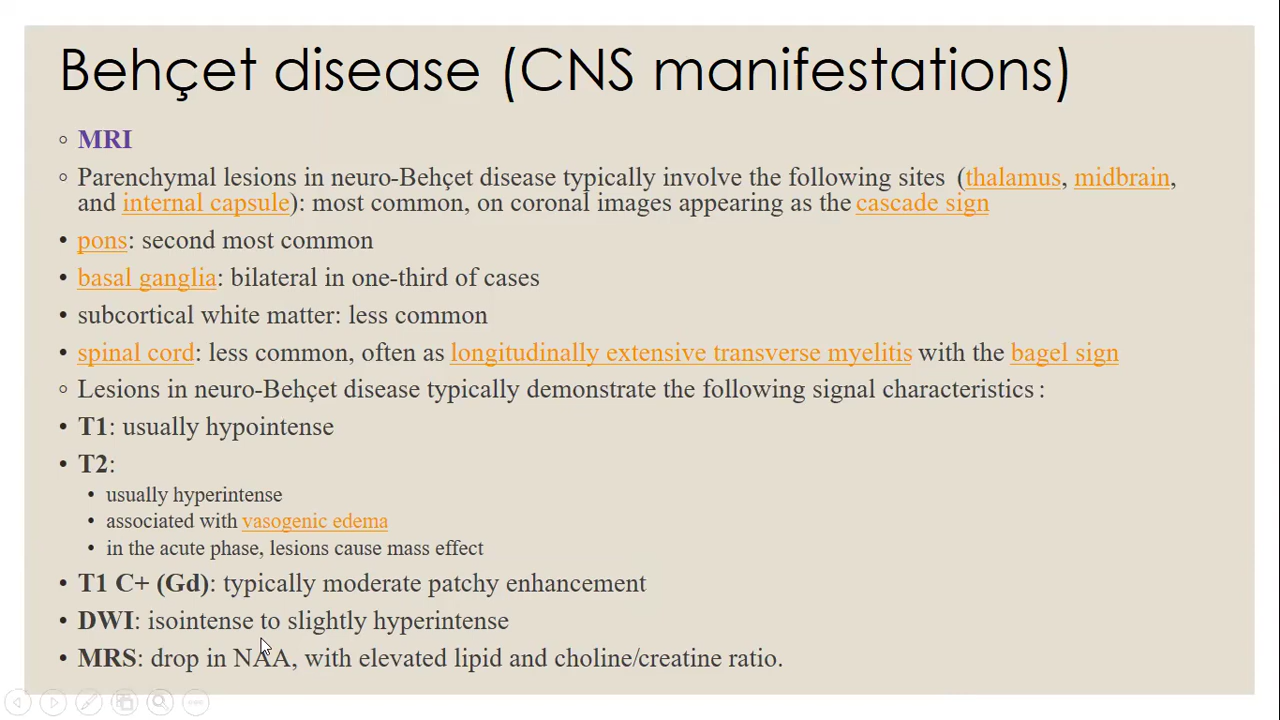 Behçet disease (CNS manifestations)
◦ MRI
◦ Parenchymal lesions in neuro-Behçet disease typically involve the following sites (thalamus, midbrain,
and internal capsule): most common, on coronal images appearing as the cascade sign
• pons: second most common
• basal ganglia: bilateral in one-third of cases
• subcortical white matter: less common
• spinal cord: less common, often as longitudinally extensive transverse myelitis with the bagel sign
◦ Lesions in neuro-Behçet disease typically demonstrate the following signal characteristics :
• T1: usually hypointense
• T2:
• usually hyperintense
• associated with vasogenic edema
• in the acute phase, lesions cause mass effect
• T1 C+ (Gd): typically moderate patchy enhancement
• DWI: isointense to slightly hyperintense
• MRS: drop in NAA, with elevated lipid and choline/creatine ratio.